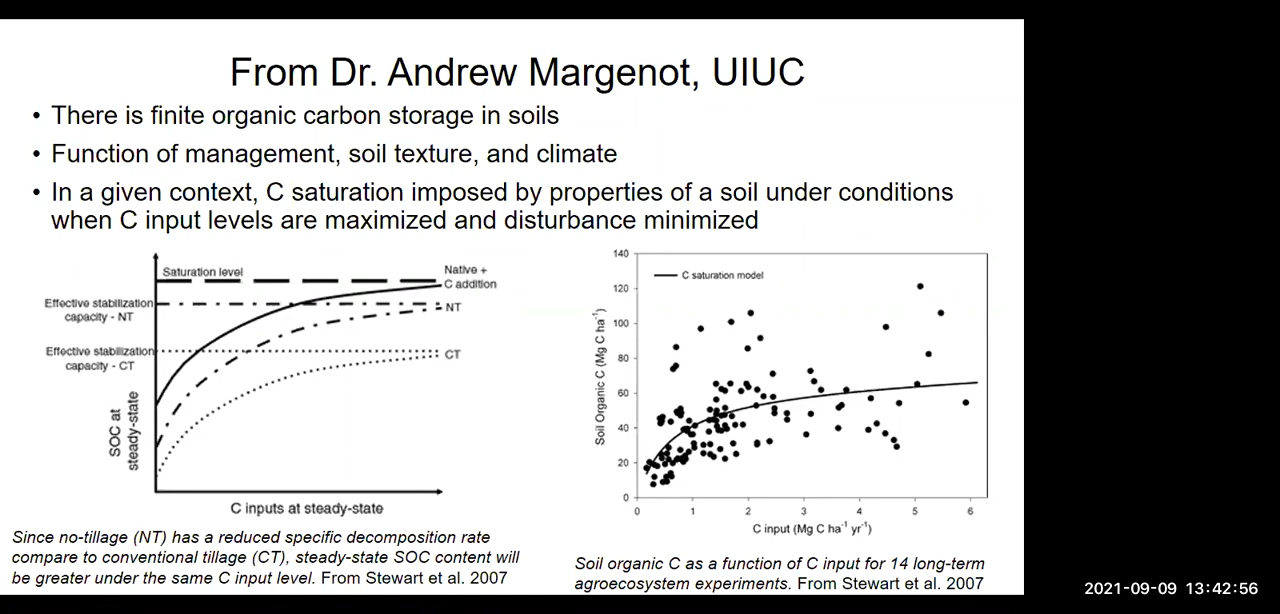 From Dr. Andrew Margenot, UIUC
• There is finite organic carbon storage in soils
• Function of management, soil texture, and climate
• In a given context, C saturation imposed by properties of a soil under conditions
when C input levels are maximized and disturbance minimized
Saturation level
Native +
C addition
Effective stabilization
capacity - NT
NT
Effective stabilization
capacity - CT
CT
SOC at
steady-state
C inputs at steady-state
Since no-tillage (NT) has a reduced specific decomposition rate
compare to conventional tillage (CT), steady-state SOC content will
be greater under the same C input level. From Stewart et al. 2007
140
120
100
80
60
40
20
0
C saturation model
Soil Organic C (Mg C ha⁻¹)
0 1 2 3 4 5 6
C input (Mg C ha⁻¹ yr⁻¹)
Soil organic C as a function of C input for 14 long-term
agroecosystem experiments. From Stewart et al. 2007
2021-09-09 13:42:56